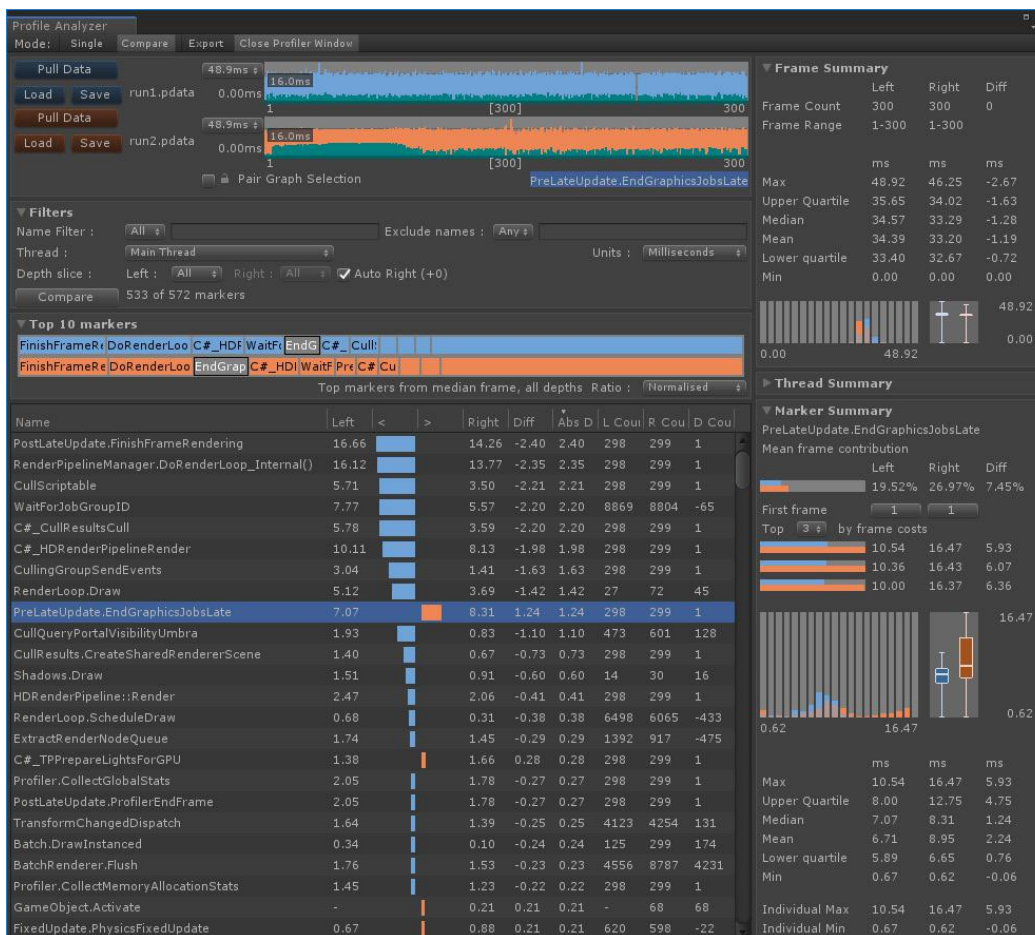 Profile Analyzer
Mode: Single Compare Export Close Profiler Window
Pull Data
Load Save run1.pdata
48.9ms
16.0ms
0.00ms
1 [300] 300
Pull Data
Load Save run2.pdata
48.9ms
16.0ms
0.00ms
1 [300] 300
Pair Graph Selection PreLateUpdate.EndGraphicsJobsLate
Filters
Name Filter : All Exclude names : Any
Thread : Main Thread Units : Milliseconds
Depth slice : Left : All Right : All Auto Right (+0)
Compare 533 of 572 markers
Top 10 markers
FinishFrameRe DoRenderLoo C#_HDF WaitFo EndG C#_ Cull
FinishFrameRe DoRenderLoo EndGrap C#_HDI WaitF Pre C# Cu
Top markers from median frame, all depths Ratio : Normalised
Name Left < > Right Diff Abs D L Coun R Cou D Cou
PostLateUpdate.FinishFrameRendering 16.66 14.26 -2.40 2.40 298 299 1
RenderPipelineManager.DoRenderLoop_Internal() 16.12 13.77 -2.35 2.35 298 299 1
CullScriptable 5.71 3.50 -2.21 2.21 298 299 1
WaitForJobGroupID 7.77 5.57 -2.20 2.20 8869 8804 -65
C#_CullResultsCull 5.78 3.59 -2.20 2.20 298 299 1
C#_HDRenderPipelineRender 10.11 8.13 -1.98 1.98 298 299 1
CullingGroupSendEvents 3.04 1.41 -1.63 1.63 298 299 1
RenderLoop.Draw 5.12 3.69 -1.42 1.42 27 72 45
PreLateUpdate.EndGraphicsJobsLate 7.07 8.31 1.24 1.24 298 299 1
CullQueryPortalVisibilityUmbra 1.93 0.83 -1.10 1.10 473 601 128
CullResults.CreateSharedRendererScene 1.40 0.67 -0.73 0.73 298 299 1
Shadows.Draw 1.51 0.91 -0.60 0.60 14 30 16
HDRenderPipeline::Render 2.47 2.06 -0.41 0.41 298 299 1
RenderLoop.ScheduleDraw 0.68 0.31 -0.38 0.38 6498 6065 -433
ExtractRenderNodeQueue 1.74 1.45 -0.29 0.29 1392 917 -475
C#_TPPrepareLightsForGPU 1.38 1.66 0.28 0.28 298 299 1
Profiler.CollectGlobalStats 2.05 1.78 -0.27 0.27 298 299 1
PostLateUpdate.ProfilerEndFrame 2.05 1.78 -0.27 0.27 298 299 1
TransformChangedDispatch 1.64 1.39 -0.25 0.25 4123 4254 131
Batch.DrawInstanced 0.34 0.10 -0.24 0.24 125 299 174
BatchRenderer.Flush 1.76 1.53 -0.23 0.23 4556 8787 4231
Profiler.CollectMemoryAllocationStats 1.45 1.23 -0.22 0.22 298 299 1
GameObject.Activate - 0.21 0.21 0.21 - 68 68
FixedUpdate.PhysicsFixedUpdate 0.67 0.88 0.21 0.21 620 598 -22
Frame Summary
Left Right Diff
Frame Count 300 300 0
Frame Range 1-300 1-300
ms ms ms
Max 48.92 46.25 -2.67
Upper Quartile 35.65 34.02 -1.63
Median 34.57 33.29 -1.28
Mean 34.39 33.20 -1.19
Lower quartile 33.40 32.67 -0.72
Min 0.00 0.00 0.00
48.92
0.00
0.00 48.92
Thread Summary
Marker Summary
PreLateUpdate.EndGraphicsJobsLate
Mean frame contribution
Left Right Diff
19.52% 26.97% 7.45%
First frame 1 1
Top 3 by frame costs
10.54 16.47 5.93
10.36 16.43 6.07
10.00 16.37 6.36
16.47
0.62
0.62 16.47
ms ms ms
Max 10.54 16.47 5.93
Upper Quartile 8.00 12.75 4.75
Median 7.07 8.31 1.24
Mean 6.71 8.95 2.24
Lower quartile 5.89 6.65 0.76
Min 0.67 0.62 -0.06
Individual Max 10.54 16.47 5.93
Individual Min 0.67 0.62 -0.06